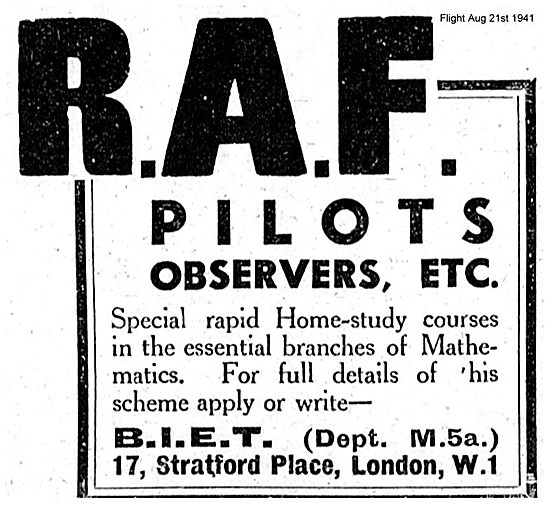 Flight Aug 21st 1941
R.A.F.
PILOTS
OBSERVERS, ETC.
Special rapid Home-study courses
in the essential branches of Mathe-
matics. For full details of 'his
scheme apply or write—
B.I.E.T. (Dept. M.5a.)
17, Stratford Place, London, W.1